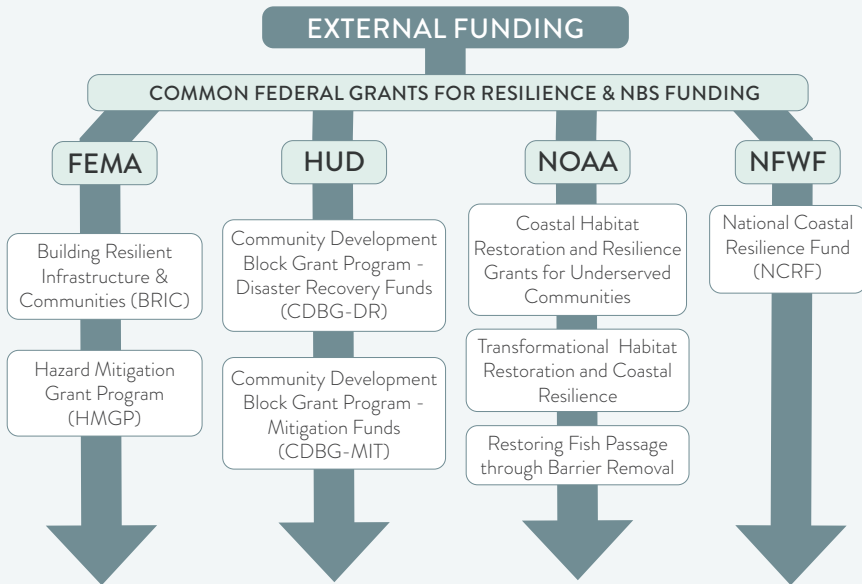 EXTERNAL FUNDING
COMMON FEDERAL GRANTS FOR RESILIENCE & NBS FUNDING
FEMA
Building Resilient
Infrastructure &
Communities (BRIC)
Hazard Mitigation
Grant Program
(HMGP)
HUD
Community Development
Block Grant Program -
Disaster Recovery Funds
(CDBG-DR)
Community Development
Block Grant Program -
Mitigation Funds
(CDBG-MIT)
NOAA
Coastal Habitat
Restoration and Resilience
Grants for Underserved
Communities
Transformational Habitat
Restoration and Coastal
Resilience
Restoring Fish Passage
through Barrier Removal
NFWF
National Coastal
Resilience Fund
(NCRF)